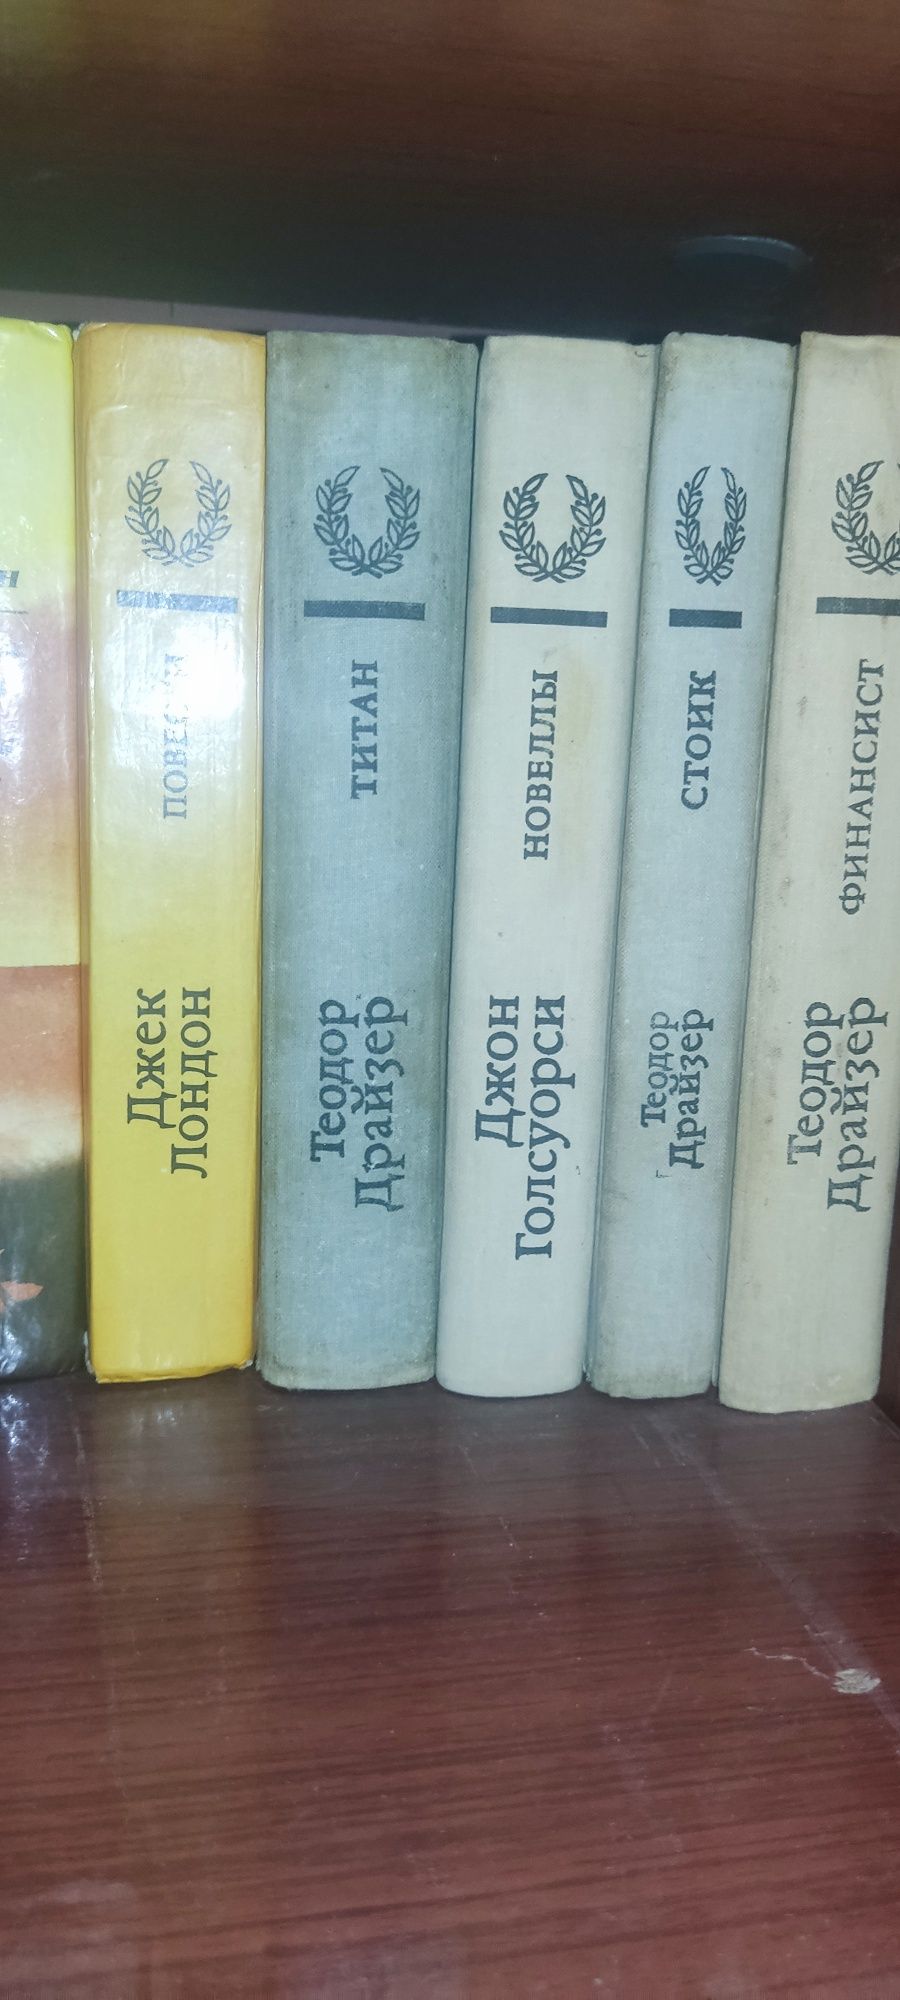 Джек
Лондон
Теодор
Драйзер
ТИТАН
Джон
Голсуорси
НОВЕЛЛЫ
Теодор
Драйзер
СТОИК
Теодор
Драйзер
ФИНАНСИСТ